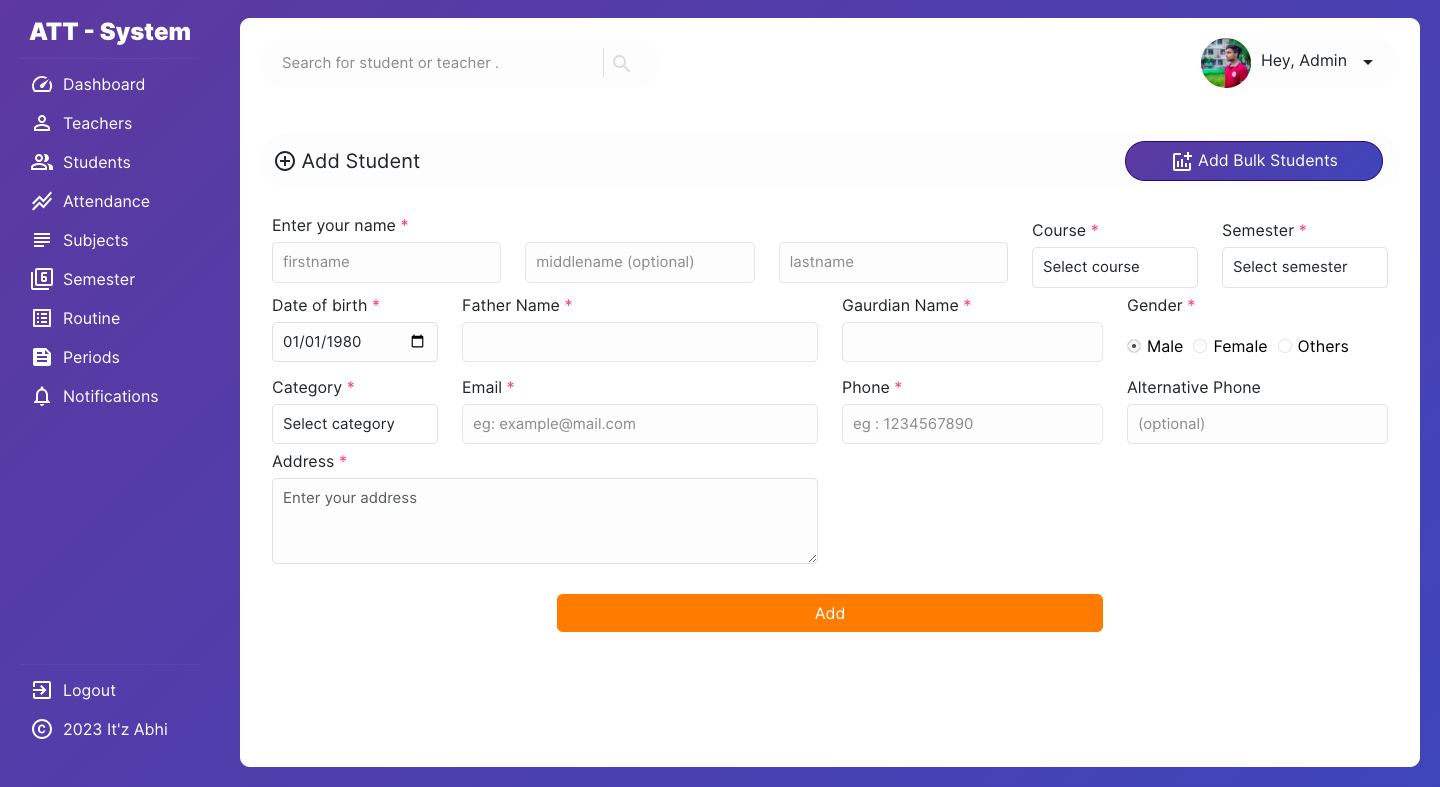 ATT - System
Dashboard
Teachers
Students
Attendance
Subjects
Semester
Routine
Periods
Notifications
Logout
2023 It'z Abhi
Search for student or teacher .
Hey, Admin
Add Student
Add Bulk Students
Enter your name *
Course *
Semester *
firstname
middlename (optional)
lastname
Select course
Select semester
Date of birth *
Father Name *
Gaurdian Name *
Gender *
01/01/1980
Male
Female
Others
Category *
Email *
Phone *
Alternative Phone
Select category
eg: example@mail.com
eg : 1234567890
(optional)
Address *
Enter your address
Add